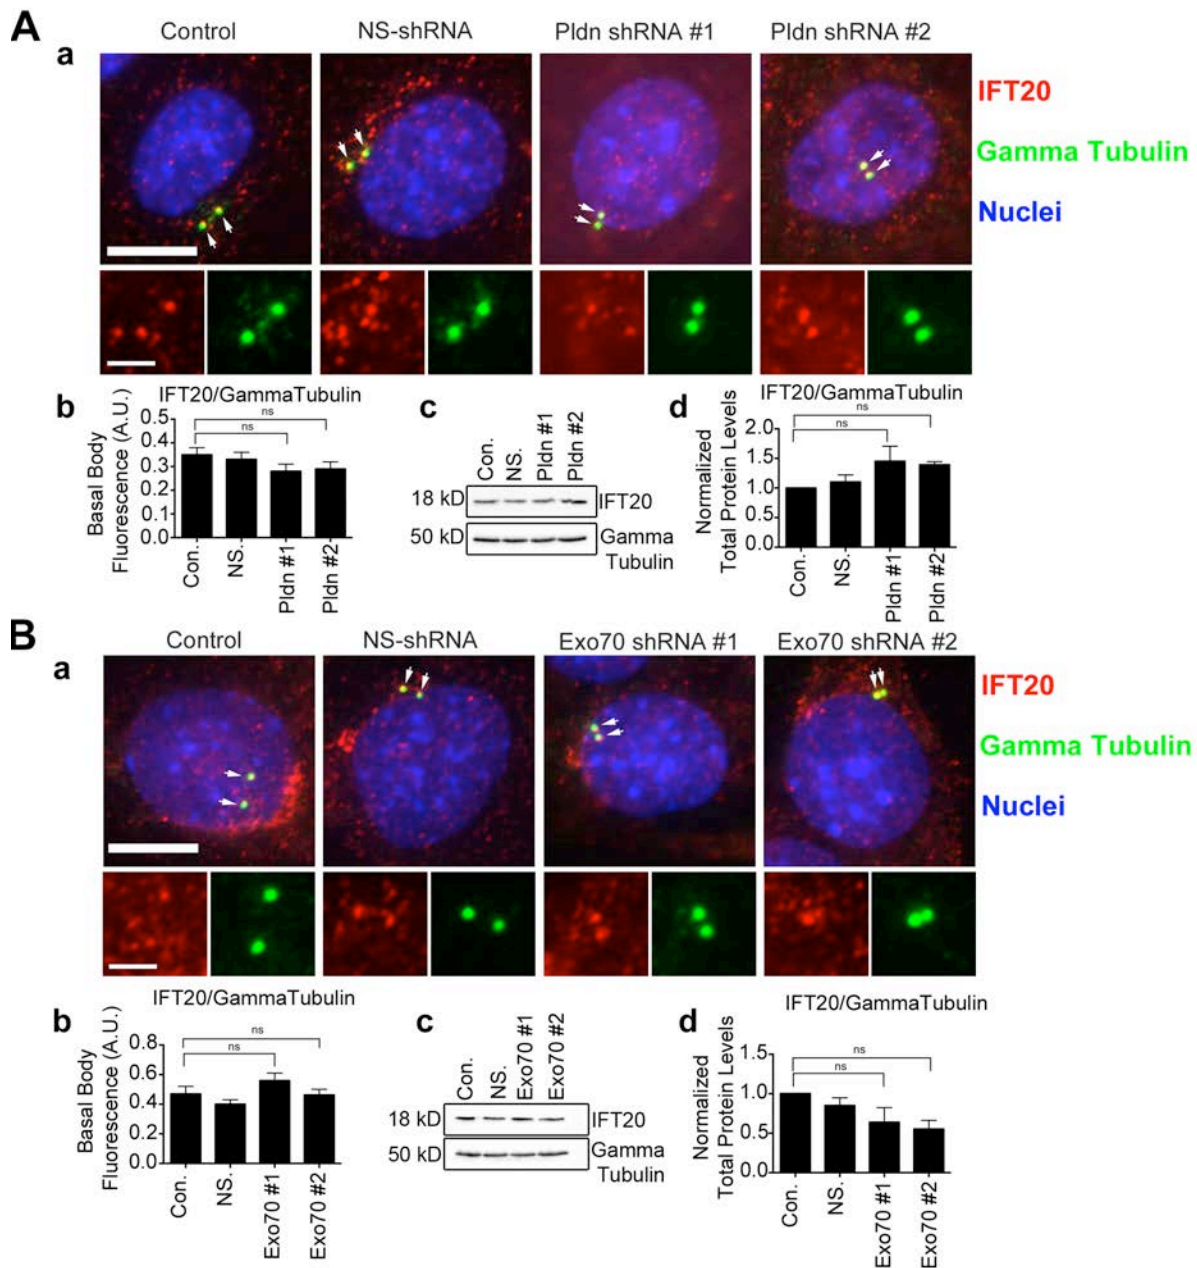 A
Control NS-shRNA Pldn shRNA #1 Pldn shRNA #2
a
IFT20
Gamma Tubulin
Nuclei
b
IFT20/GammaTubulin
Basal Body
Fluorescence (A.U.)
0.5
0.4
0.3
0.2
0.1
0.0
ns
ns
Con.
NS.
Pldn #1
Pldn #2
c
Con.
NS.
Pldn #1
Pldn #2
18 kD
IFT20
50 kD
Gamma
Tubulin
d
IFT20/GammaTubulin
Normalized
Total Protein Levels
2.0
1.5
1.0
0.5
0.0
ns
ns
Con.
NS.
Pldn #1
Pldn #2
B
Control NS-shRNA Exo70 shRNA #1 Exo70 shRNA #2
a
IFT20
Gamma Tubulin
Nuclei
b
IFT20/GammaTubulin
Basal Body
Fluorescence (A.U.)
0.8
0.6
0.4
0.2
0.0
ns
ns
Con.
NS.
Exo70 #1
Exo70 #2
c
Con.
NS.
Exo70 #1
Exo70 #2
18 kD
IFT20
50 kD
Gamma
Tubulin
d
IFT20/GammaTubulin
Normalized
Total Protein Levels
1.5
1.0
0.5
0.0
ns
ns
Con.
NS.
Exo70 #1
Exo70 #2